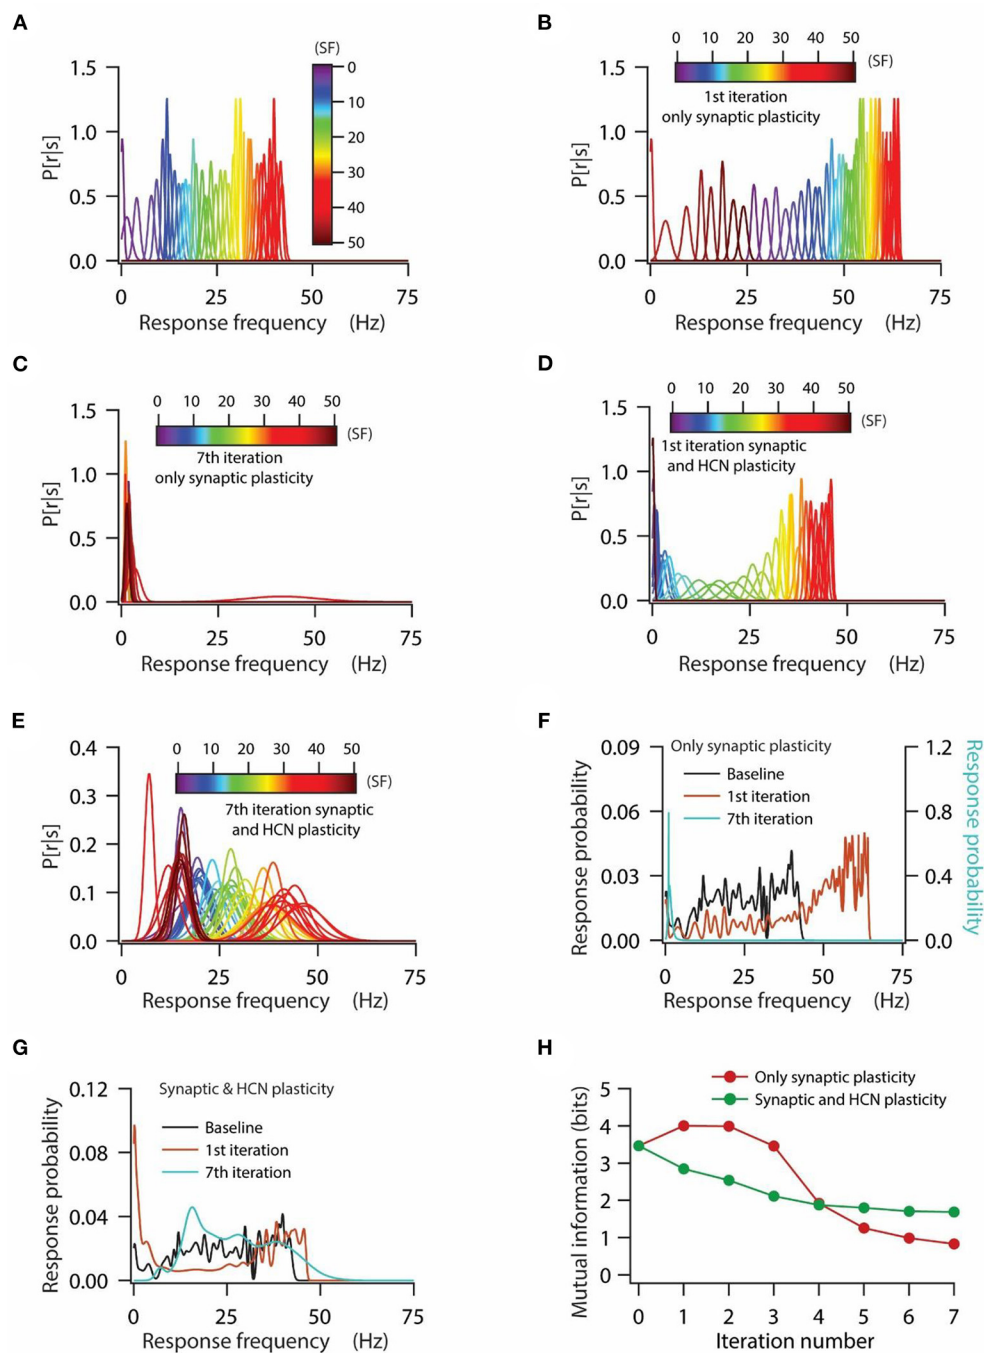 A
(SF)
0
10
20
30
40
50
1.5
1.0
0.5
0.0
P[r|s]
0 25 50 75
Response frequency (Hz)
B
0 10 20 30 40 50
(SF)
1st iteration
only synaptic plasticity
1.5
1.0
0.5
0.0
P[r|s]
0 25 50 75
Response frequency (Hz)
C
0 10 20 30 40 50
(SF)
7th iteration
only synaptic plasticity
1.5
1.0
0.5
0.0
P[r|s]
0 25 50 75
Response frequency (Hz)
D
0 10 20 30 40 50
(SF)
1st iteration synaptic
and HCN plasticity
1.5
1.0
0.5
0.0
P[r|s]
0 25 50 75
Response frequency (Hz)
E
0 10 20 30 40 50
(SF)
7th iteration synaptic
and HCN plasticity
0.4
0.3
0.2
0.1
0.0
P[r|s]
0 25 50 75
Response frequency (Hz)
F
Only synaptic plasticity
Baseline
1st iteration
7th iteration
0.09
0.06
0.03
0.00
Response probability
1.2
0.8
0.4
0.0
Response probability
0 25 50 75
Response frequency (Hz)
G
Synaptic & HCN plasticity
Baseline
1st iteration
7th iteration
0.12
0.08
0.04
0.00
Response probability
0 25 50 75
Response frequency (Hz)
H
Only synaptic plasticity
Synaptic and HCN plasticity
5
4
3
2
1
0
Mutual information (bits)
0 1 2 3 4 5 6 7
Iteration number